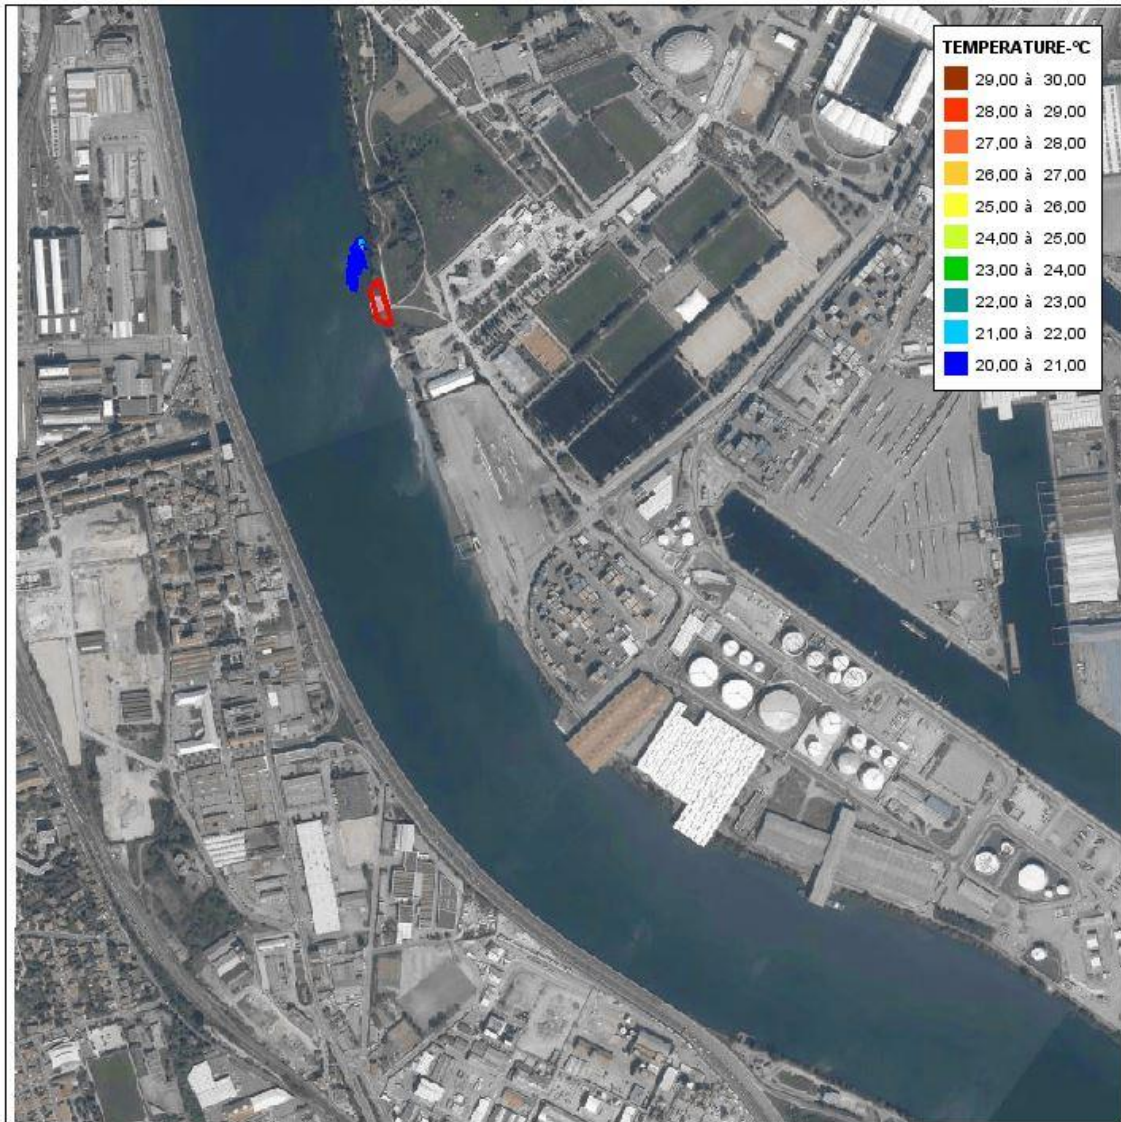 TEMPERATURE-°C
29,00 à 30,00
28,00 à 29,00
27,00 à 28,00
26,00 à 27,00
25,00 à 26,00
24,00 à 25,00
23,00 à 24,00
22,00 à 23,00
21,00 à 22,00
20,00 à 21,00